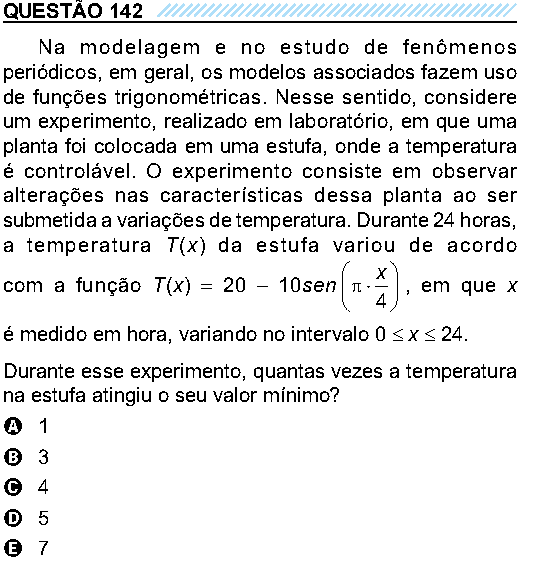 QUESTÃO 142
Na modelagem e no estudo de fenômenos
periódicos, em geral, os modelos associados fazem uso
de funções trigonométricas. Nesse sentido, considere
um experimento, realizado em laboratório, em que uma
planta foi colocada em uma estufa, onde a temperatura
é controlável. O experimento consiste em observar
alterações nas características dessa planta ao ser
submetida a variações de temperatura. Durante 24 horas,
a temperatura T(x) da estufa variou de acordo
com a função T(x) = 20 − 10sen(π · x/4), em que x
é medido em hora, variando no intervalo 0 ≤ x ≤ 24.
Durante esse experimento, quantas vezes a temperatura
na estufa atingiu o seu valor mínimo?
A 1
B 3
C 4
D 5
E 7